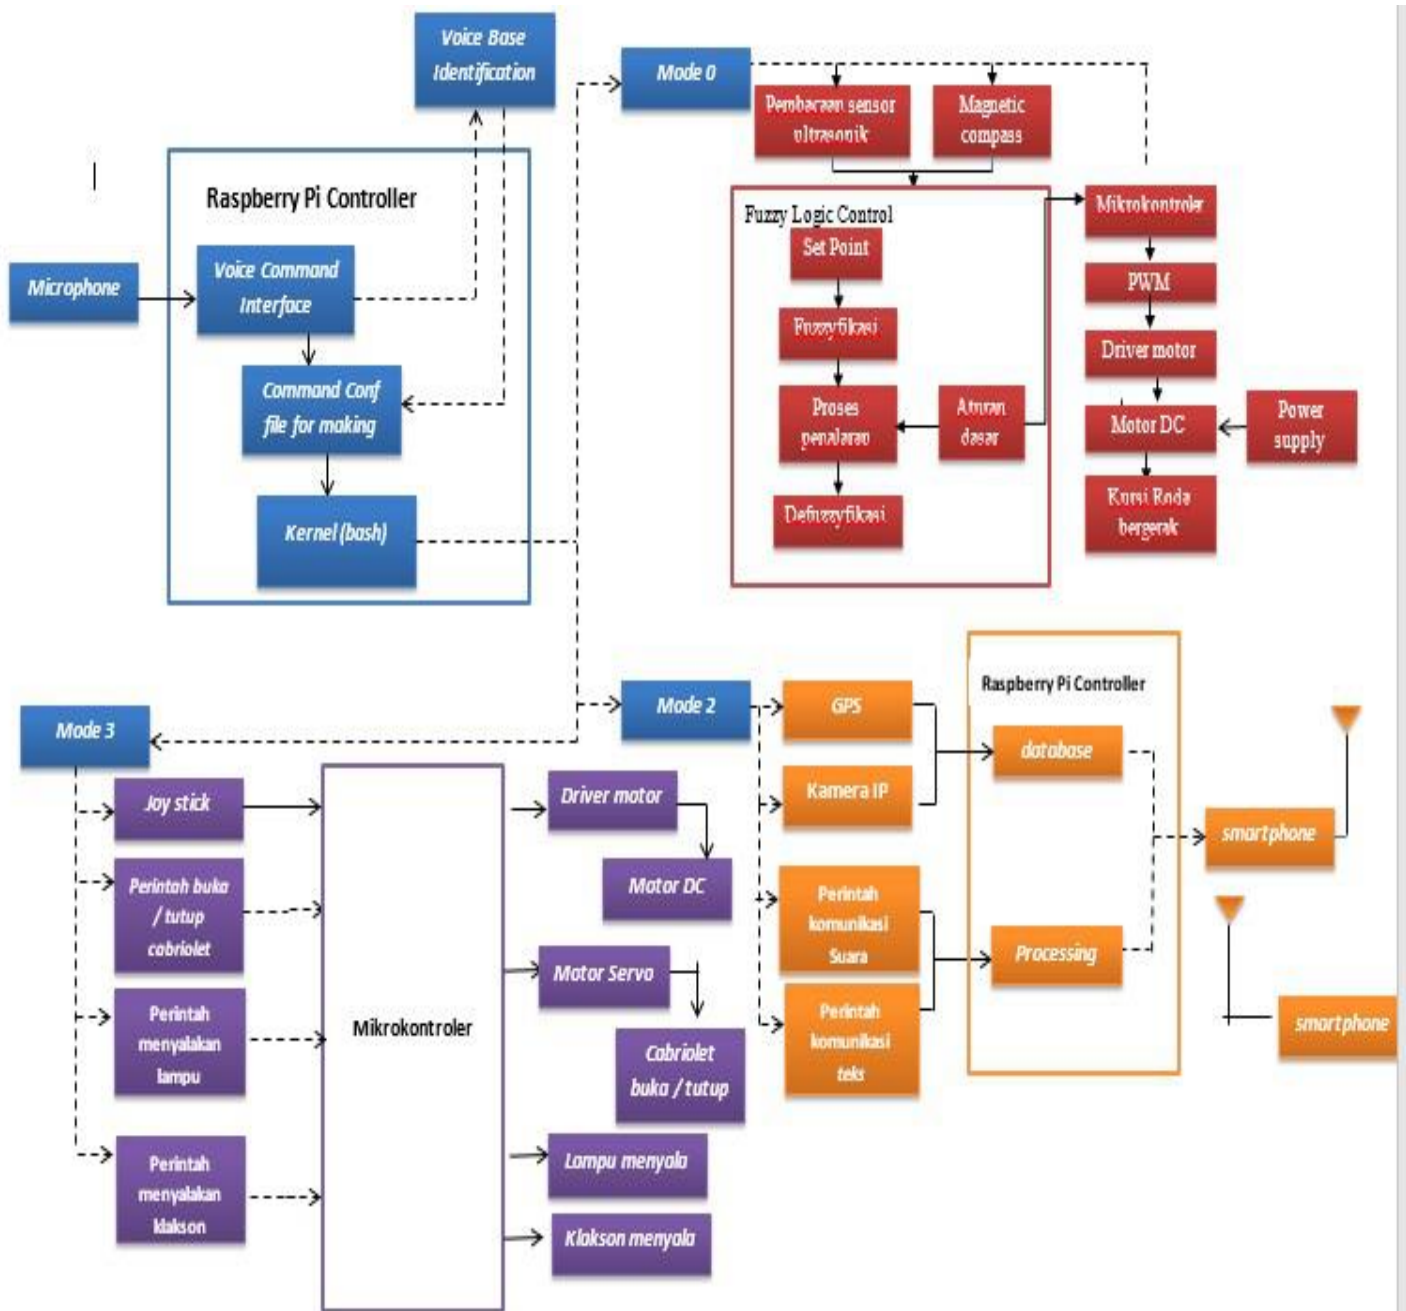 Voice Base
Identification
Mode 0
Pembacaan sensor
ultrasonik
Magnetic
compass
Raspberry Pi Controller
Microphone
Voice Command
Interface
Command Conf
file for making
Kernel (bash)
Fuzzy Logic Control
Set Point
Fuzzyfikasi
Proses
penalaran
Aturan
dasar
Defuzzyfikasi
Mikrokontroler
PWM
Driver motor
Motor DC
Power
supply
Kursi Roda
bergerak
Mode 3
Joy stick
Perintah buka
/ tutup
cabriolet
Perintah
menyalakan
lampu
Perintah
menyalakan
klakson
Mikrokontroler
Driver motor
Motor DC
Motor Servo
Cabriolet
buka / tutup
Lampu menyala
Klakson menyala
Mode 2
GPS
Kamera IP
Perintah
komunikasi
Suara
Perintah
komunikasi
teks
Raspberry Pi Controller
database
Processing
smartphone
smartphone